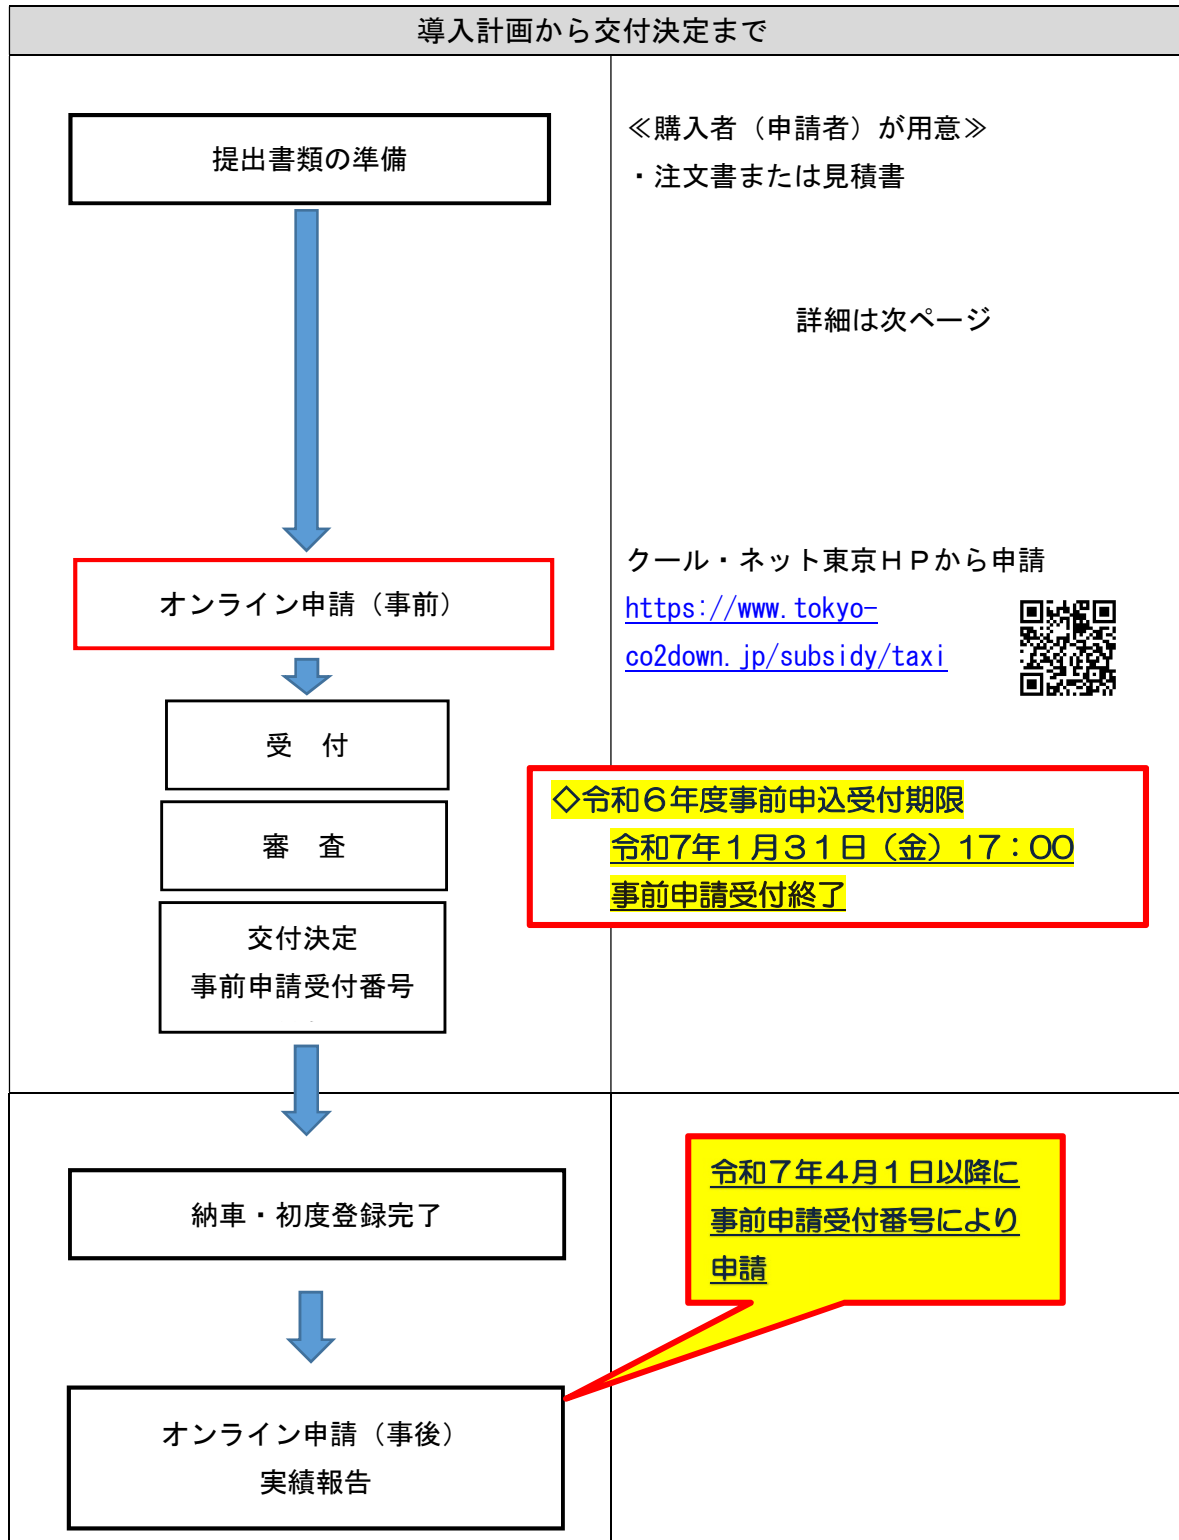 導入計画から交付決定まで
提出書類の準備
≪購入者（申請者）が用意≫
・注文書または見積書
詳細は次ページ
オンライン申請（事前）
クール・ネット東京ＨＰから申請
https://www.tokyo-
co2down.jp/subsidy/taxi
受　付
審　査
交付決定
事前申請受付番号
◇令和６年度事前申込受付期限
令和7年１月３１日（金）１７：００
事前申請受付終了
納車・初度登録完了
令和７年４月１日以降に
事前申請受付番号により
申請
オンライン申請（事後）
実績報告